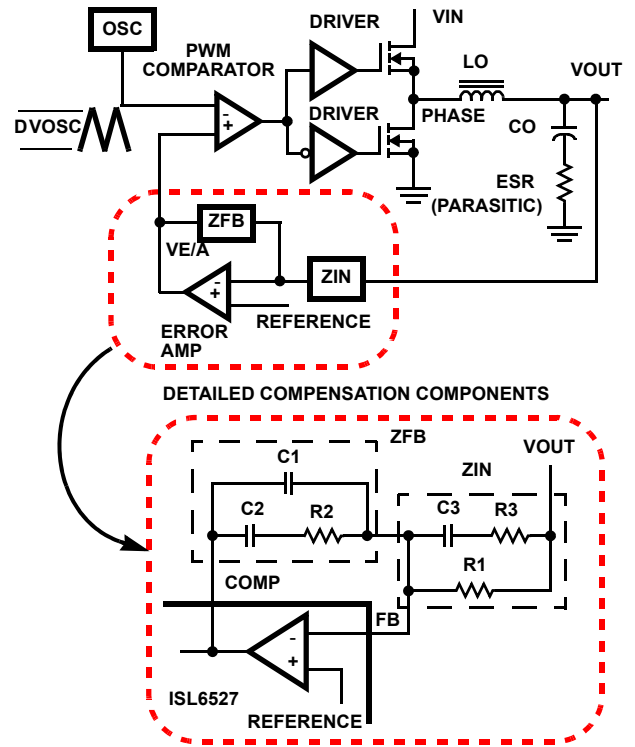 OSC
DRIVER
VIN
PWM
COMPARATOR
LO
VOUT
DRIVER
DVOSC
-
+
PHASE
CO
ESR
(PARASITIC)
ZFB
VE/A
ZIN
-
+
REFERENCE
ERROR
AMP
DETAILED COMPENSATION COMPONENTS
ZFB
VOUT
C1
ZIN
C2
R2
C3
R3
COMP
R1
FB
-
+
ISL6527
REFERENCE